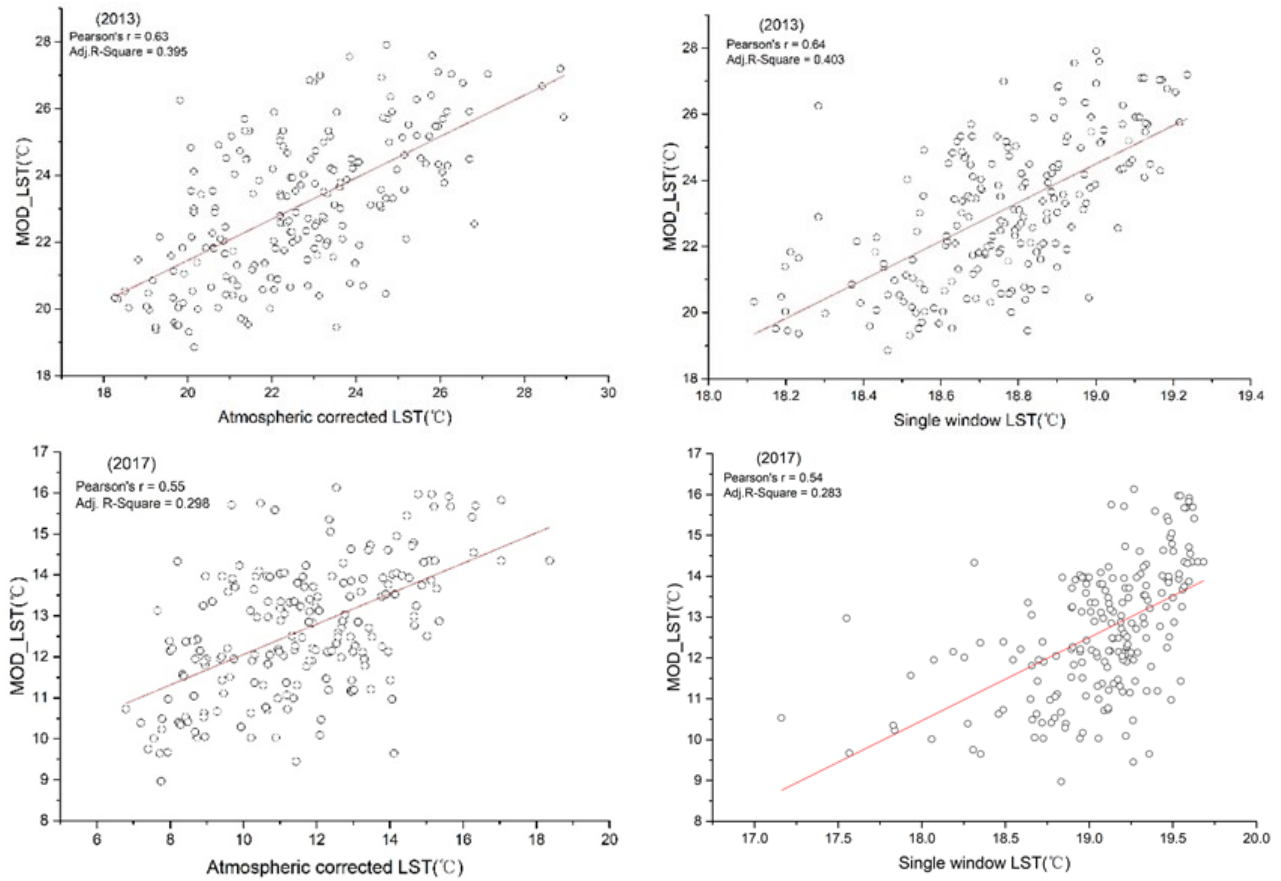 (2013)
Pearson's r = 0.63
Adj.R-Square = 0.395
MOD_LST(℃)
28
26
24
22
20
18
18 20 22 24 26 28 30
Atmospheric corrected LST(℃)
(2013)
Pearson's r = 0.64
Adj.R-Square = 0.403
MOD_LST(℃)
28
26
24
22
20
18
18.0 18.2 18.4 18.6 18.8 19.0 19.2 19.4
Single window LST(℃)
(2017)
Pearson's r = 0.55
Adj. R-Square = 0.298
MOD_LST(℃)
17
16
15
14
13
12
11
10
9
8
6 8 10 12 14 16 18 20
Atmospheric corrected LST(℃)
(2017)
Pearson's r = 0.54
Adj.R-Square = 0.283
MOD_LST(℃)
17
16
15
14
13
12
11
10
9
8
17.0 17.5 18.0 18.5 19.0 19.5 20.0
Single window LST(℃)